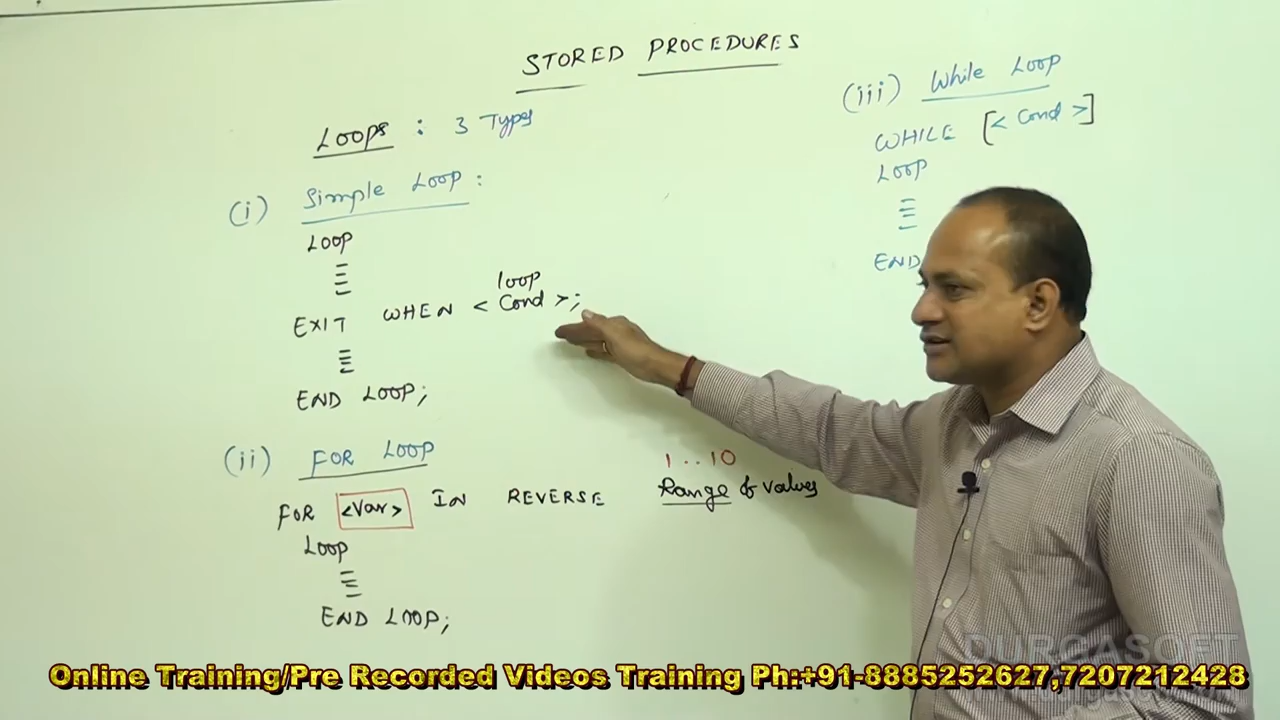 STORED PROCEDURES
LOOPS : 3 Types
(i) Simple LOOP :
LOOP
EXIT WHEN < loop Cond > ;
END LOOP;
(ii) FOR LOOP
1 .. 10
FOR <Var> IN REVERSE Range of values
LOOP
END LOOP;
(iii) While LOOP
WHILE [< Cond >]
LOOP
END
DURGASOFT
Online Training/Pre Recorded Videos Training Ph:+91-8885252627,7207212428